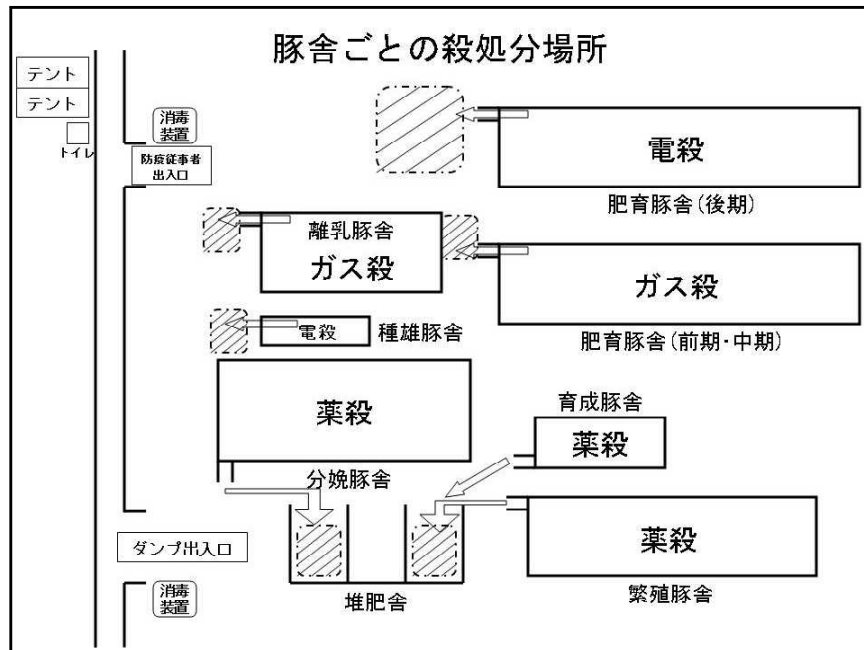 豚舎ごとの殺処分場所
テント
テント
トイレ
消毒
装置
防疫従事者
出入口
電殺
肥育豚舎(後期)
離乳豚舎
ガス殺
ガス殺
肥育豚舎(前期・中期)
電殺
種雄豚舎
薬殺
分娩豚舎
育成豚舎
薬殺
ダンプ出入口
薬殺
繁殖豚舎
消毒
装置
堆肥舎